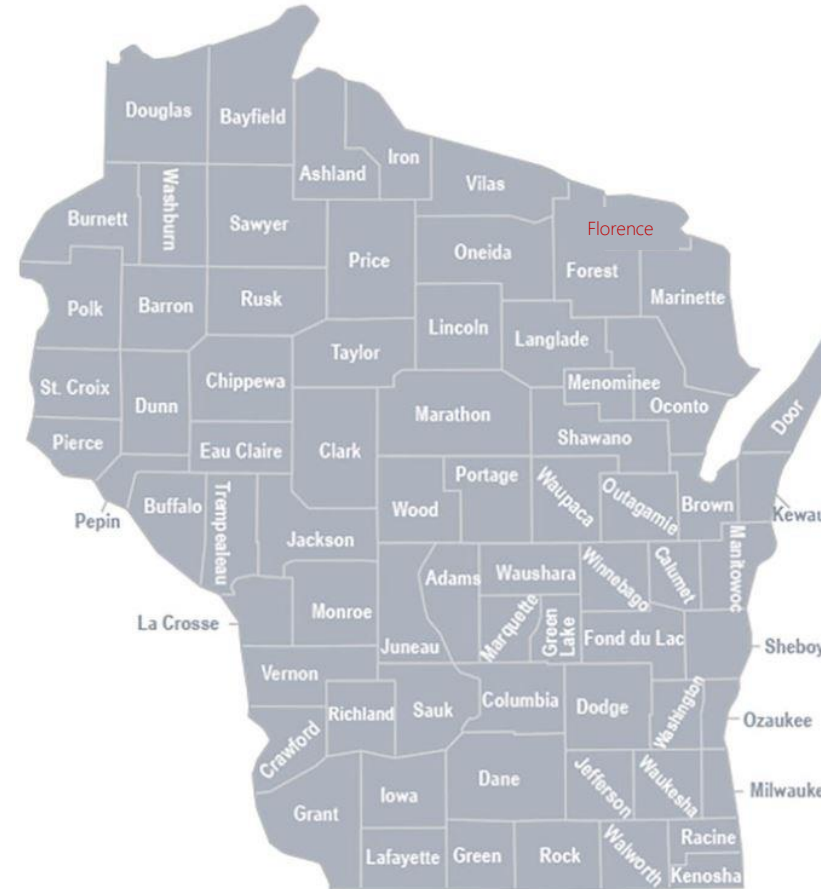 Douglas
Bayfield
Iron
Ashland
Vilas
Washburn
Burnett
Sawyer
Florence
Price
Oneida
Forest
Marinette
Polk
Barron
Rusk
Lincoln
Langlade
Taylor
Menominee
St. Croix
Chippewa
Dunn
Oconto
Marathon
Door
Pierce
Eau Claire
Clark
Shawano
Portage
Waupaca
Outagamie
Buffalo
Trempealeau
Wood
Brown
Pepin
Kewau
Jackson
Manitowoc
Adams
Waushara
Winnebago
Calumet
La Crosse
Monroe
Marquette
Green
Lake
Juneau
Fond du Lac
Sheboy
Vernon
Columbia
Richland
Sauk
Dodge
Washington
Ozaukee
Crawford
Dane
Jefferson
Waukesha
Milwauke
Grant
Iowa
Racine
Lafayette
Green
Rock
Walworth
Kenosha